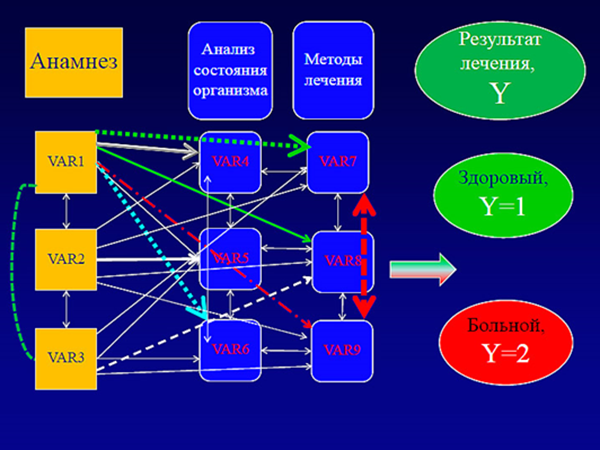 Анамнез
Анализ
состояния
организма
Методы
лечения
Результат
лечения,
Y
VAR1
VAR4
VAR7
Здоровый,
Y=1
VAR2
VAR5
VAR8
VAR3
VAR6
VAR9
Больной,
Y=2